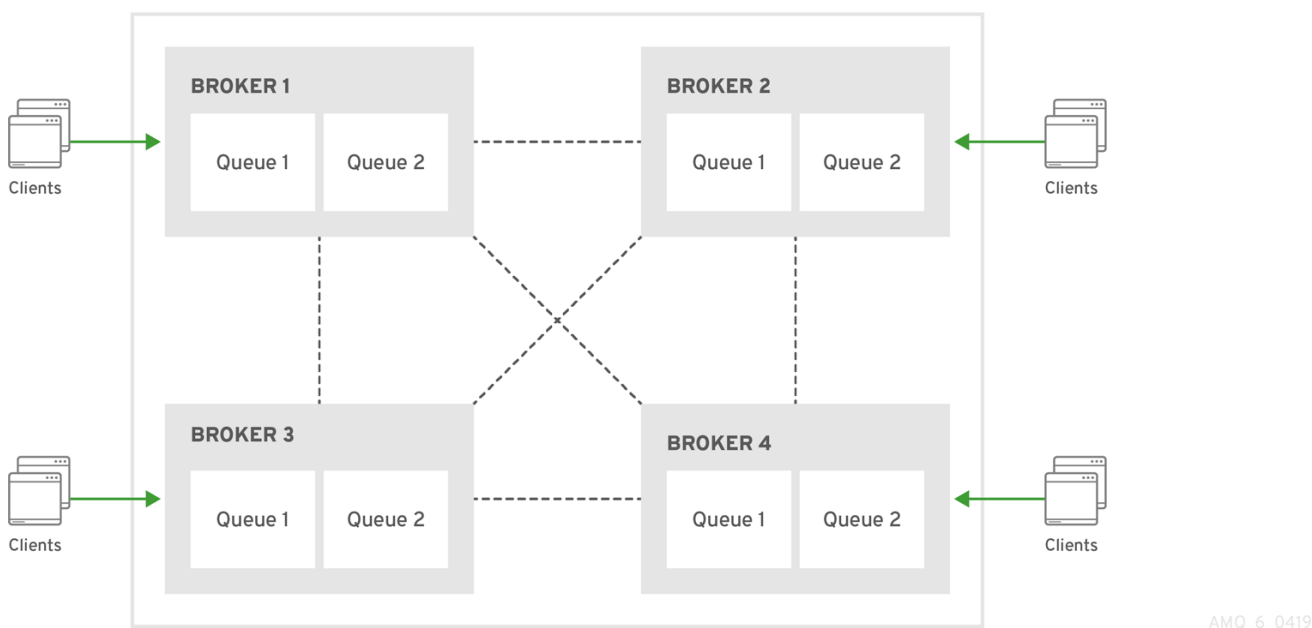 BROKER 1
Queue 1
Queue 2
BROKER 2
Queue 1
Queue 2
Clients
Clients
BROKER 3
Queue 1
Queue 2
BROKER 4
Queue 1
Queue 2
Clients
Clients
AMQ_6_0419